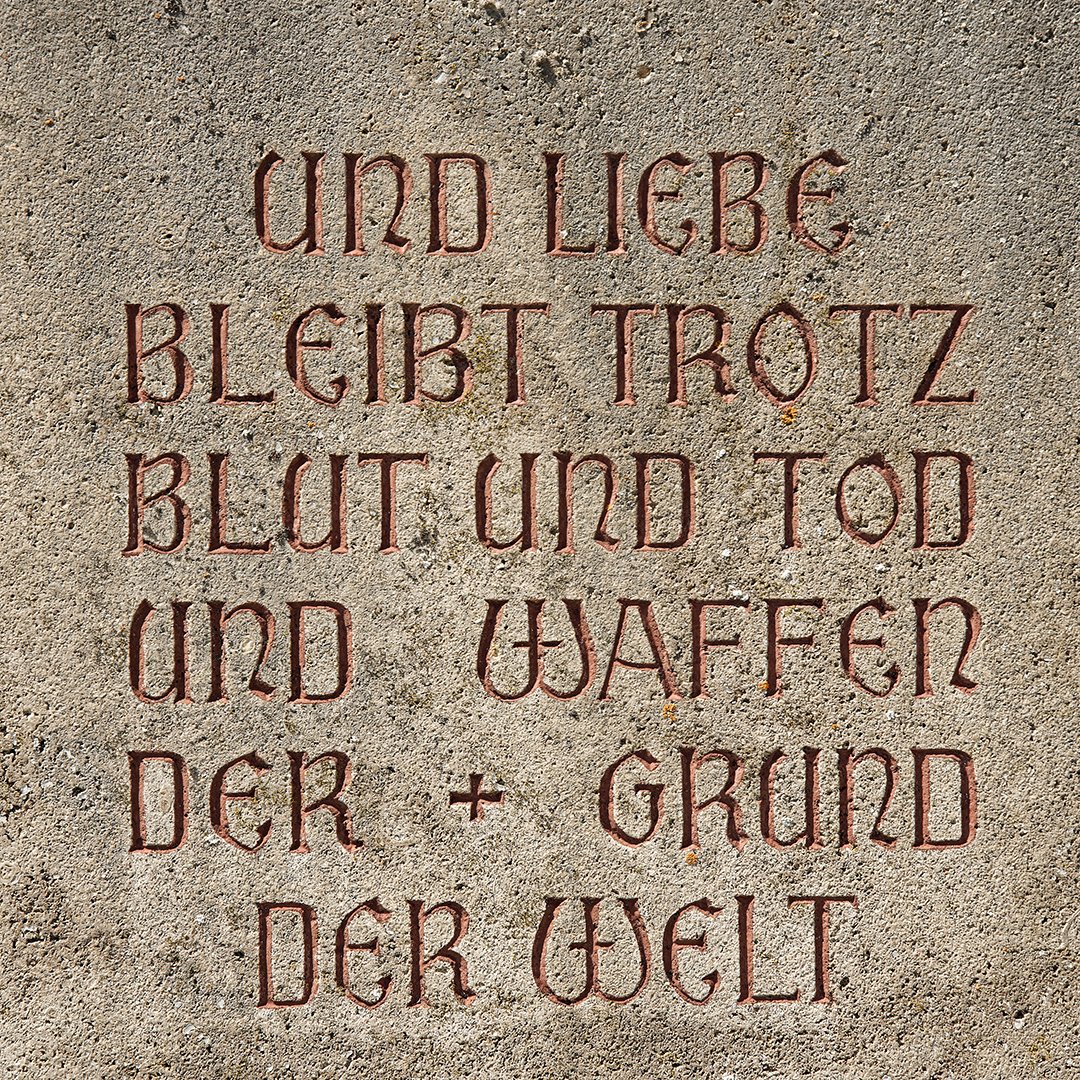 UND LIEBE
BLEIBT TROTZ
BLUT UND TOD
UND WAFFEN
DER + GRUND
DER WELT